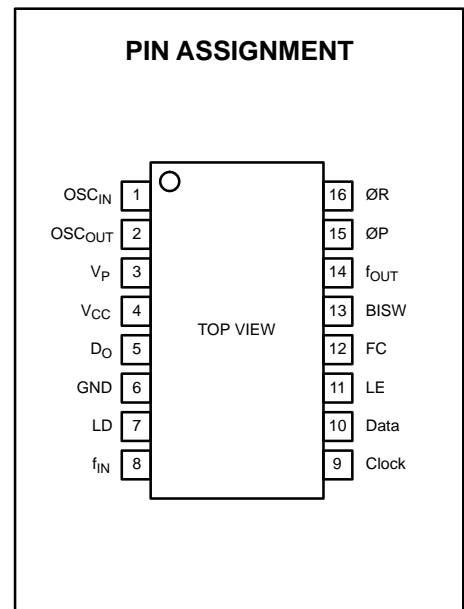 PIN ASSIGNMENT
OSCIN 1 16 ØR
OSCOUT 2 15 ØP
VP 3 14 fOUT
VCC 4 13 BISW
TOP VIEW
DO 5 12 FC
GND 6 11 LE
LD 7 10 Data
fIN 8 9 Clock